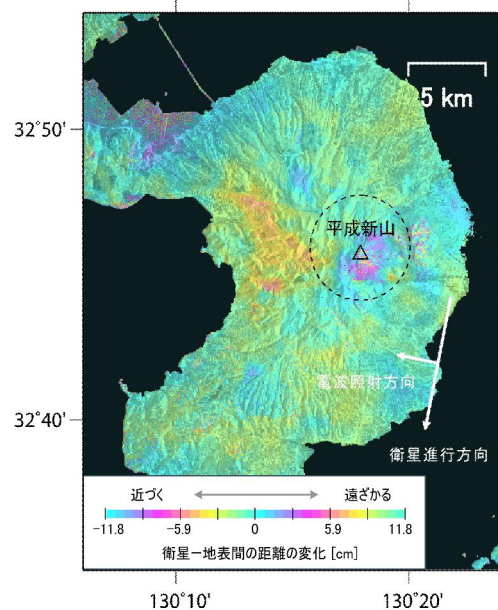 5 km
32°50'
平成新山
電波照射方向
32°40'
衛星進行方向
近づく 遠ざかる
-11.8 -5.9 0 5.9 11.8
衛星－地表間の距離の変化 [cm]
130°10' 130°20'